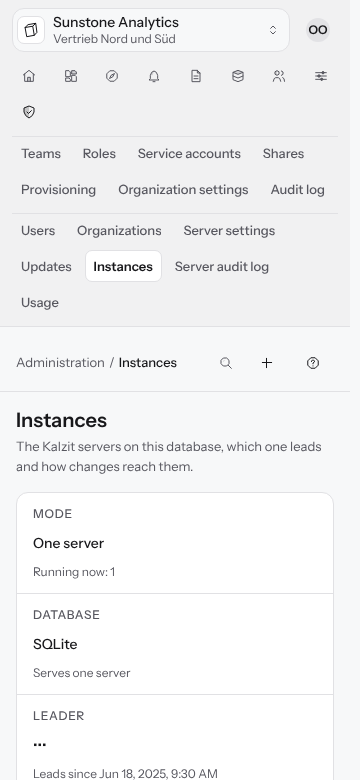 Sunstone Analytics
Vertrieb Nord und Süd
OO
Teams Roles Service accounts Shares
Provisioning Organization settings Audit log
Users Organizations Server settings
Updates Instances Server audit log
Usage
Administration / Instances
Instances
The Kalzit servers on this database, which one leads
and how changes reach them.
MODE
One server
Running now: 1
DATABASE
SQLite
Serves one server
LEADER
...
Leads since Jun 18, 2025, 9:30 AM